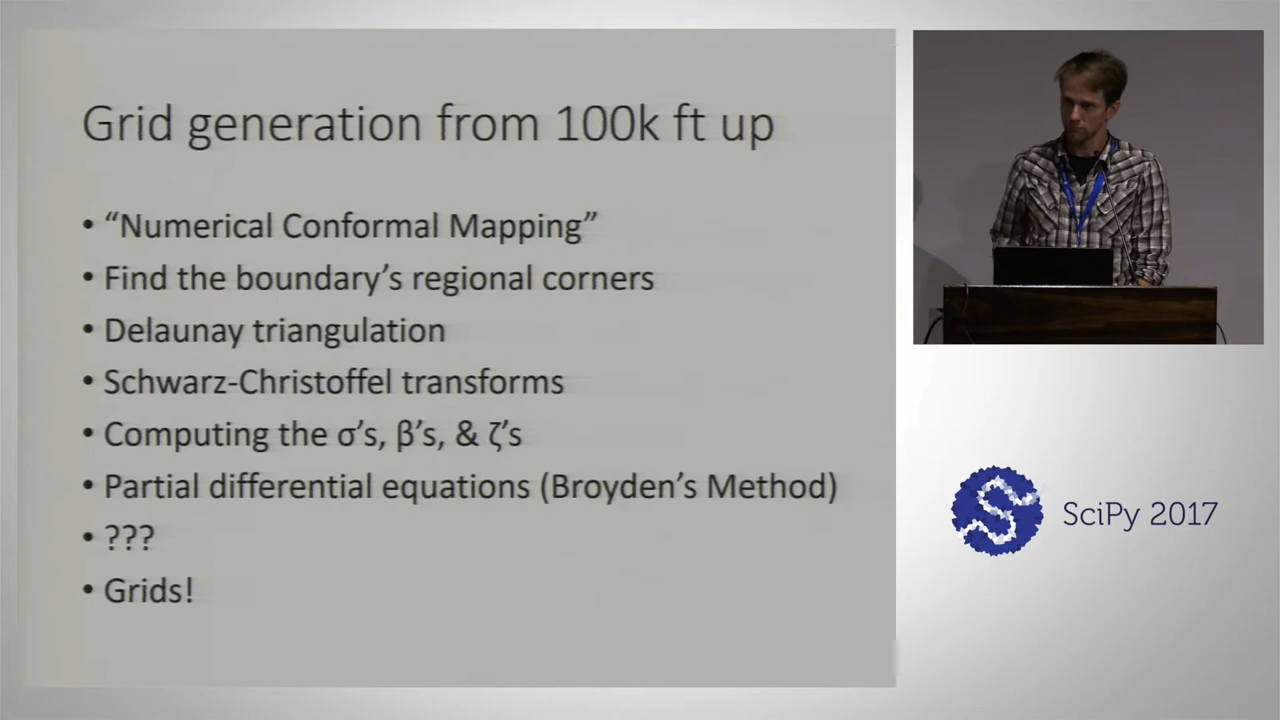 Grid generation from 100k ft up
• “Numerical Conformal Mapping”
• Find the boundary’s regional corners
• Delaunay triangulation
• Schwarz-Christoffel transforms
• Computing the σ’s, β’s, & ζ’s
• Partial differential equations (Broyden’s Method)
• ???
• Grids!
SciPy 2017